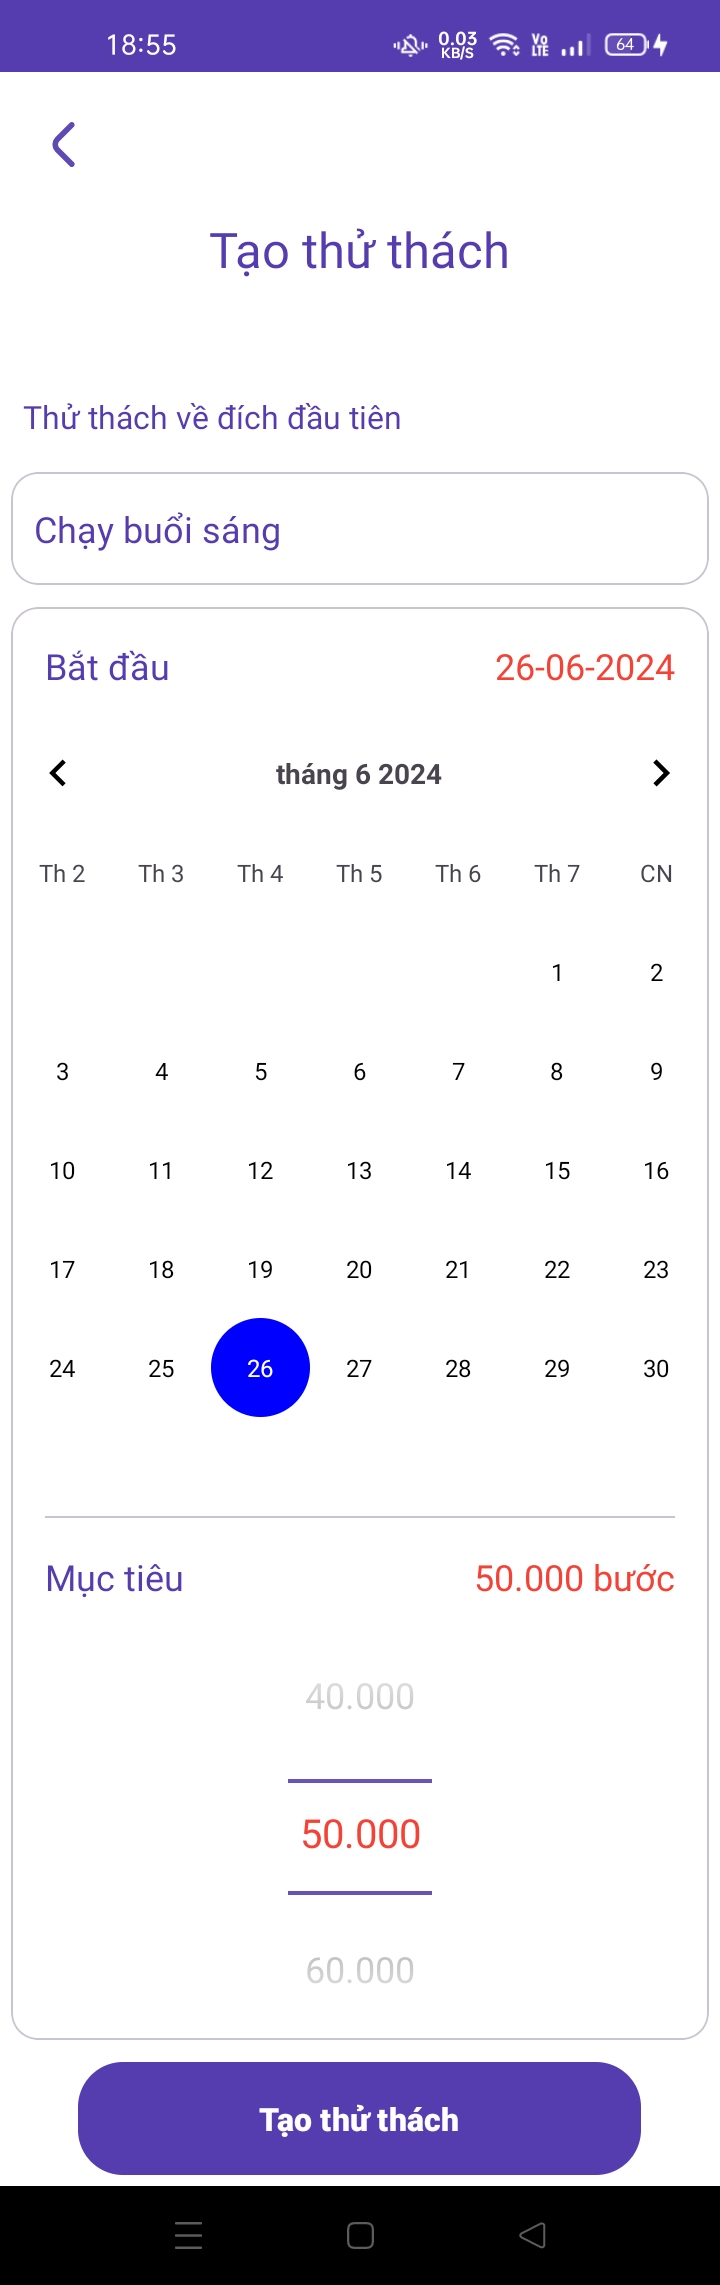 18:55 0.03 KB/S VO LTE 64
Tạo thử thách
Thử thách về đích đầu tiên
Chạy buổi sáng
Bắt đầu 26-06-2024
tháng 6 2024
Th 2 Th 3 Th 4 Th 5 Th 6 Th 7 CN
1 2
3 4 5 6 7 8 9
10 11 12 13 14 15 16
17 18 19 20 21 22 23
24 25 26 27 28 29 30
Mục tiêu 50.000 bước
40.000
50.000
60.000
Tạo thử thách